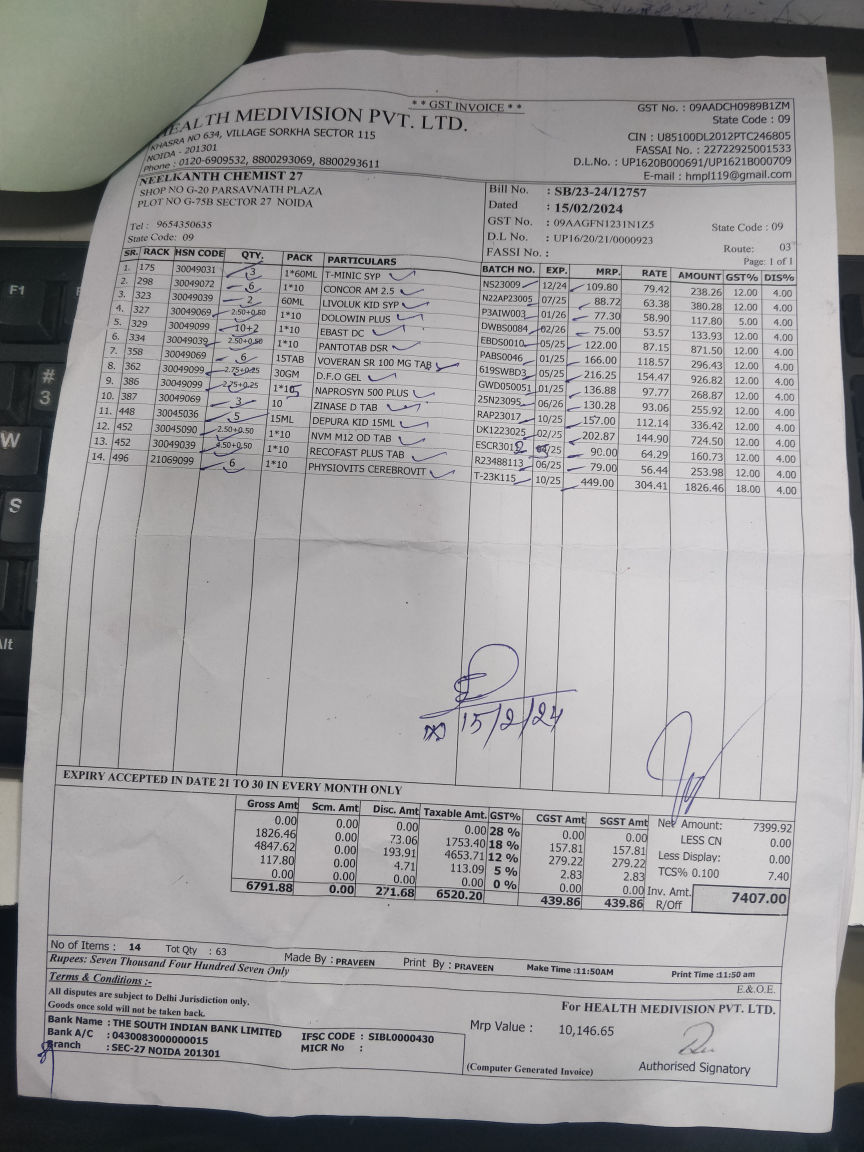 * * GST INVOICE * *
HEALTH MEDIVISION PVT. LTD.
KHASRA NO 634, VILLAGE SORKHA SECTOR 115
NOIDA - 201301
Phone : 0120-6909532, 8800293069, 8800293611
GST No. : 09AADCH0989B1ZM
State Code : 09
CIN : U85100DL2012PTC246805
FASSAI No. : 22722925001533
D.L.No. : UP1620B000691/UP1621B000709
E-mail : hmpl119@gmail.com
NEELKANTH CHEMIST 27
SHOP NO G-20 PARSAVNATH PLAZA
PLOT NO G-75B SECTOR 27 NOIDA
Tel : 9654350635
State Code: 09
Bill No. : SB/23-24/12757
Dated : 15/02/2024
GST No. : 09AAGFN1231N1Z5 State Code : 09
D.L No. : UP16/20/21/0000923
FASSI No. : Route: 03
Page: 1 of 1
SR. RACK HSN CODE QTY. PACK PARTICULARS BATCH NO. EXP. MRP. RATE AMOUNT GST% DIS%
1. 175 30049031 3 1*60ML T-MINIC SYP NS23009 12/24 109.80 79.42 238.26 12.00 4.00
2. 298 30049072 6 1*10 CONCOR AM 2.5 N22AP23005 07/25 88.72 63.38 380.28 12.00 4.00
3. 323 30049039 2 60ML LIVOLUK KID SYP P3AIW003 01/26 77.30 58.90 117.80 5.00 4.00
4. 327 30049069 2.50+0.50 1*10 DOLOWIN PLUS DWBS0084 02/26 75.00 53.57 133.93 12.00 4.00
5. 329 30049099 10+2 1*10 EBAST DC EBDS0010 05/25 122.00 87.15 871.50 12.00 4.00
6. 334 30049039 2.50+0.50 1*10 PANTOTAB DSR PABS0046 01/25 166.00 118.57 296.43 12.00 4.00
7. 358 30049069 6 15TAB VOVERAN SR 100 MG TAB 619SWBD3 05/25 216.25 154.47 926.82 12.00 4.00
8. 362 30049099 2.75+0.25 30GM D.F.O GEL GWD050051 01/25 136.88 97.77 268.87 12.00 4.00
9. 386 30049099 2.75+0.25 1*15 NAPROSYN 500 PLUS 25N23095 06/26 130.28 93.06 255.92 12.00 4.00
10. 387 30049069 3 10 ZINASE D TAB RAP23017 10/25 157.00 112.14 336.42 12.00 4.00
11. 448 30045036 5 15ML DEPURA KID 15ML DK1223025 02/25 202.87 144.90 724.50 12.00 4.00
12. 452 30045090 2.50+0.50 1*10 NVM M12 OD TAB ESCR3012 90.00 64.29 160.73 12.00 4.00
13. 452 30049039 4.50+0.50 1*10 RECOFAST PLUS TAB R23488113 06/25 79.00 56.44 253.98 12.00 4.00
14. 496 21069099 6 1*10 PHYSIOVITS CEREBROVIT T-23K115 10/25 449.00 304.41 1826.46 18.00 4.00
15/2/24
EXPIRY ACCEPTED IN DATE 21 TO 30 IN EVERY MONTH ONLY
Gross Amt Scm. Amt Disc. Amt Taxable Amt GST% CGST Amt SGST Amt
0.00 0.00 0.00 0.00 28 % 0.00 0.00
1826.46 0.00 73.06 1753.40 18 % 157.81 157.81
4847.62 0.00 193.91 4653.71 12 % 279.22 279.22
117.80 0.00 4.71 113.09 5 % 2.83 2.83
0.00 0.00 0.00 0.00 0 % 0.00 0.00
6791.88 0.00 271.68 6520.20 439.86 439.86
Net Amount: 7399.92
LESS CN 0.00
Less Display: 0.00
TCS% 0.100 7.40
Inv. Amt. R/Off 7407.00
No of Items : 14 Tot Qty : 63 Made By : PRAVEEN Print By : PRAVEEN Make Time :11:50AM Print Time :11:50 am
Rupees: Seven Thousand Four Hundred Seven Only
E.& O.E.
Terms & Conditions :-
All disputes are subject to Delhi Jurisdiction only.
Goods once sold will not be taken back.
For HEALTH MEDIVISION PVT. LTD.
Bank Name : THE SOUTH INDIAN BANK LIMITED
Bank A/C : 0430083000000015
Branch : SEC-27 NOIDA 201301
IFSC CODE : SIBL0000430
MICR No :
Mrp Value : 10,146.65
(Computer Generated Invoice)
Authorised Signatory
F1
#
3
W
S
Alt